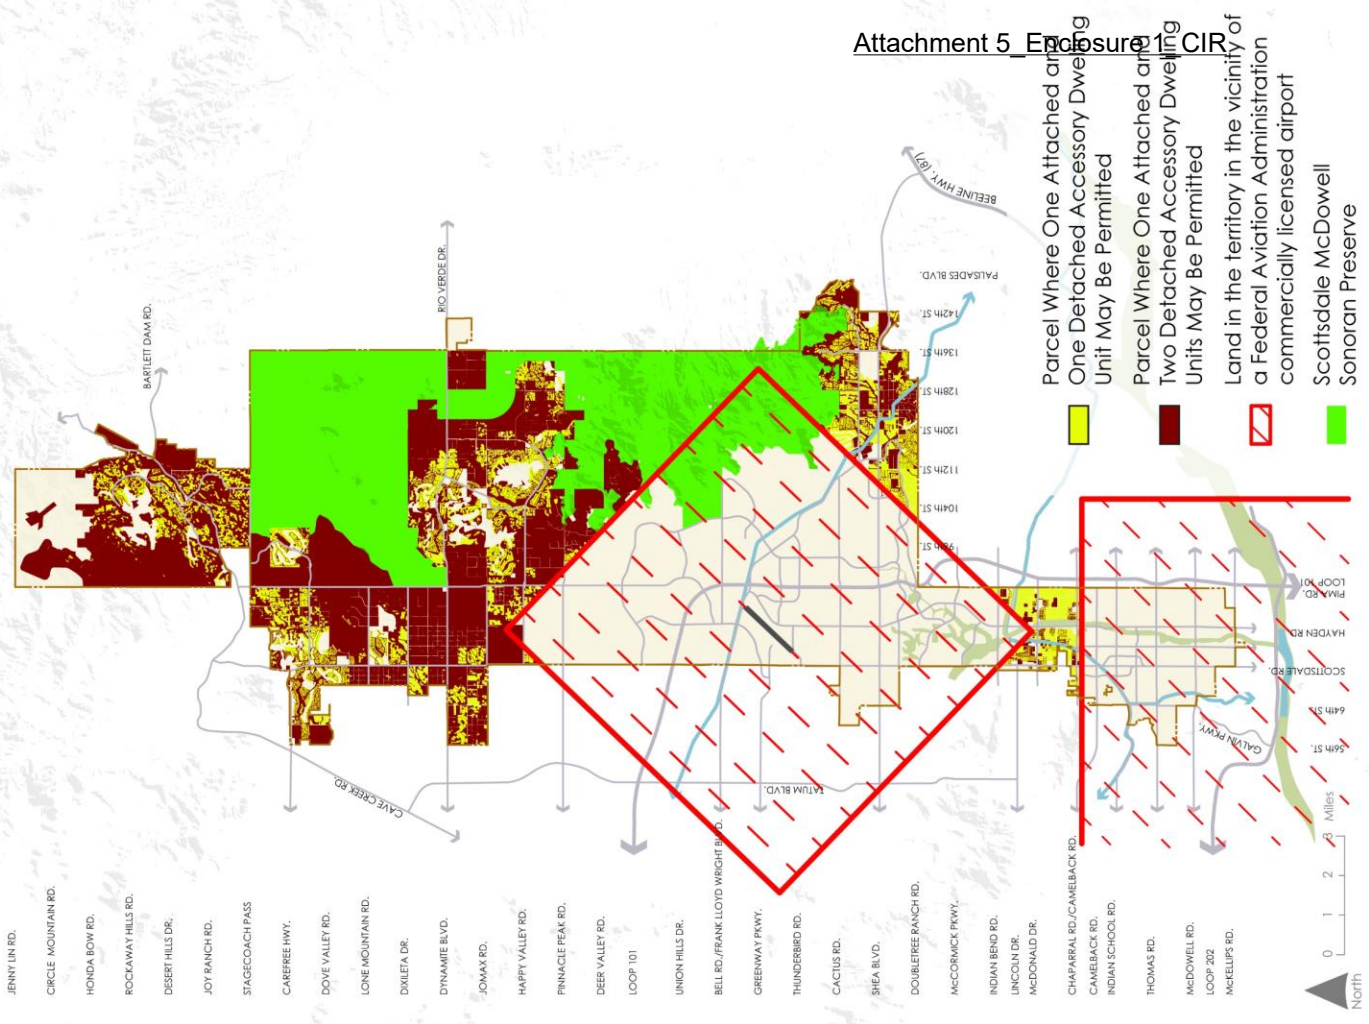 Attachment 5_Enclosure 1_CIR
Parcel Where One Attached and
One Detached Accessory Dwelling
Unit May Be Permitted
Parcel Where One Attached and
Two Detached Accessory Dwelling
Units May Be Permitted
Land in the territory in the vicinity of
a Federal Aviation Administration
commercially licensed airport
Scottsdale McDowell
Sonoran Preserve
BARTLETT DAM RD.
RIO VERDE DR.
BEELINE HWY. (87)
PALISADES BLVD.
142th ST.
136th ST.
128th ST.
120th ST.
112th ST.
104th ST.
96th ST.
LOOP 101
PIMA RD.
HAYDEN RD
SCOTTSDALE RD.
64th ST.
56th ST.
GALVIN PKWY.
TATUM BLVD.
CAVE CREEK RD.
JENNY LIN RD.
CIRCLE MOUNTAIN RD.
HONDA BOW RD.
ROCKAWAY HILLS RD.
DESERT HILLS DR.
JOY RANCH RD.
STAGECOACH PASS
CAREFREE HWY.
DOVE VALLEY RD.
LONE MOUNTAIN RD.
DIXILETA DR.
DYNAMITE BLVD.
JOMAX RD.
HAPPY VALLEY RD.
PINNACLE PEAK RD.
DEER VALLEY RD.
LOOP 101
UNION HILLS DR.
BELL RD./FRANK LLOYD WRIGHT BLVD.
GREENWAY PKWY.
THUNDERBIRD RD.
CACTUS RD.
SHEA BLVD.
DOUBLETREE RANCH RD.
McCORMICK PKWY.
INDIAN BEND RD.
LINCOLN DR.
McDONALD DR.
CHAPARRAL RD./CAMELBACK RD.
CAMELBACK RD.
INDIAN SCHOOL RD.
THOMAS RD.
McDOWELL RD.
LOOP 202
McKELLIPS RD.
0 1 2 3 Miles
North